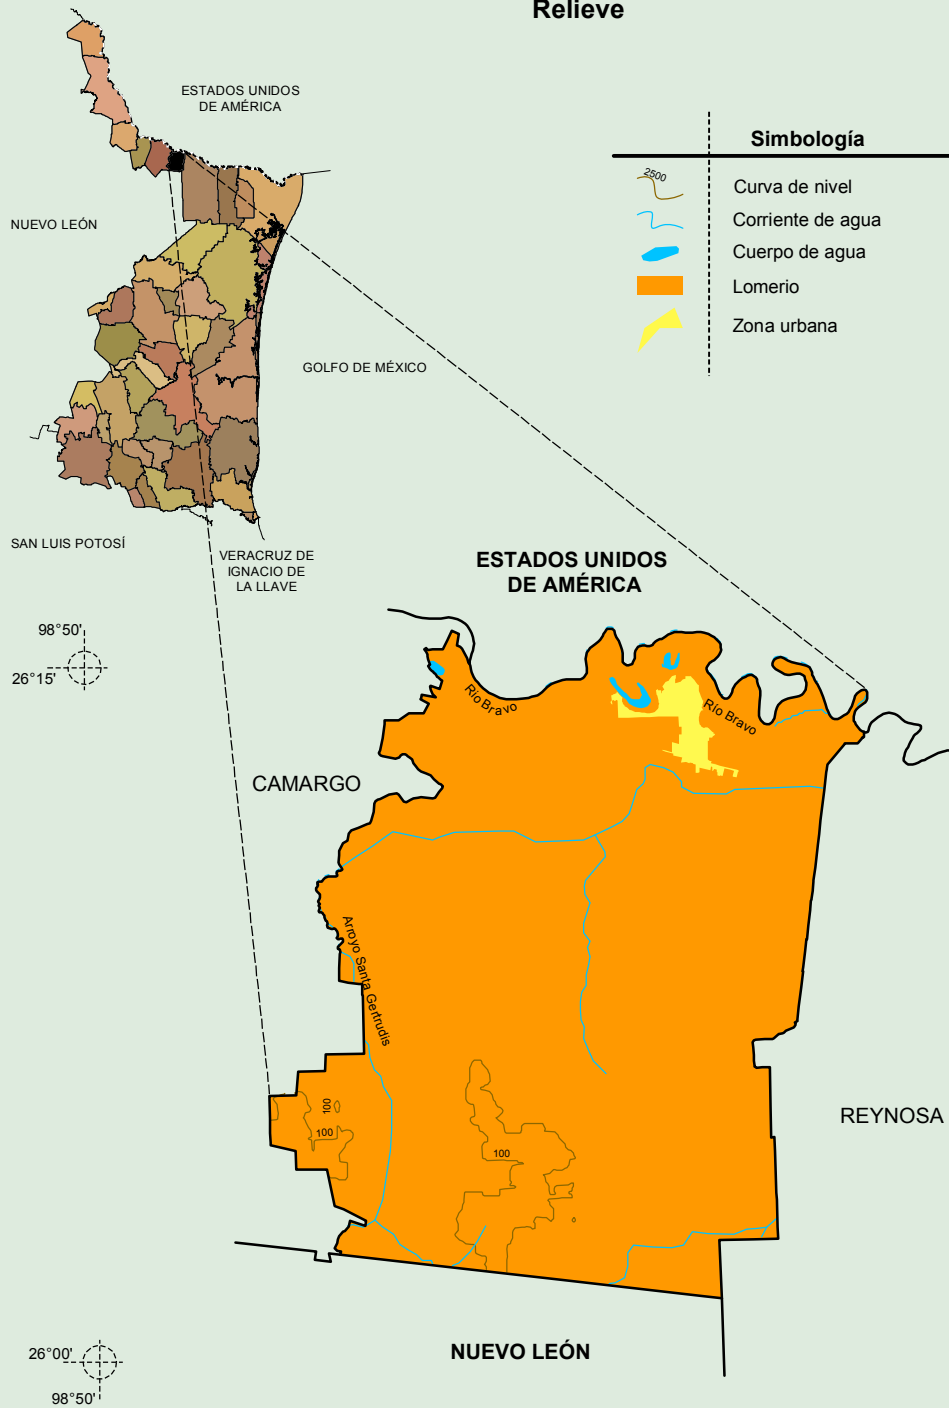 Relieve
ESTADOS UNIDOS
DE AMÉRICA
NUEVO LEÓN
GOLFO DE MÉXICO
SAN LUIS POTOSÍ
VERACRUZ DE
IGNACIO DE
LA LLAVE
Simbología
2500
Curva de nivel
Corriente de agua
Cuerpo de agua
Lomerio
Zona urbana
ESTADOS UNIDOS
DE AMÉRICA
98°50'
26°15'
Río Bravo
Río Bravo
CAMARGO
Arroyo Santa Gertrudis
100
100
100
REYNOSA
NUEVO LEÓN
26°00'
98°50'